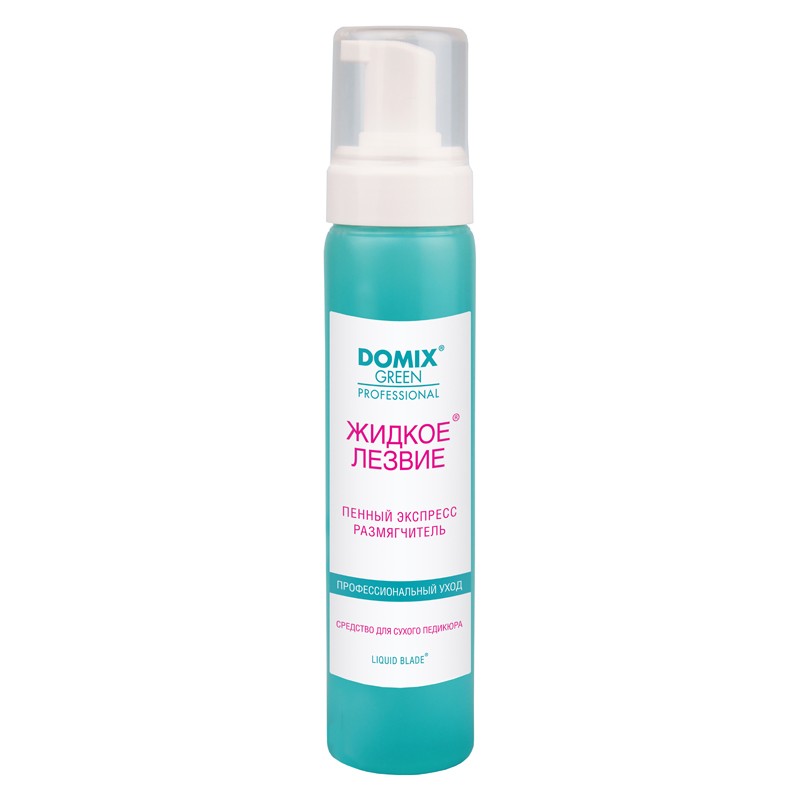 DOMIX®
GREEN
PROFESSIONAL
ЖИДКОЕ®
ЛЕЗВИЕ
ПЕННЫЙ ЭКСПРЕСС
РАЗМЯГЧИТЕЛЬ
ПРОФЕССИОНАЛЬНЫЙ УХОД
СРЕДСТВО ДЛЯ СУХОГО ПЕДИКЮРА
LIQUID BLADE®